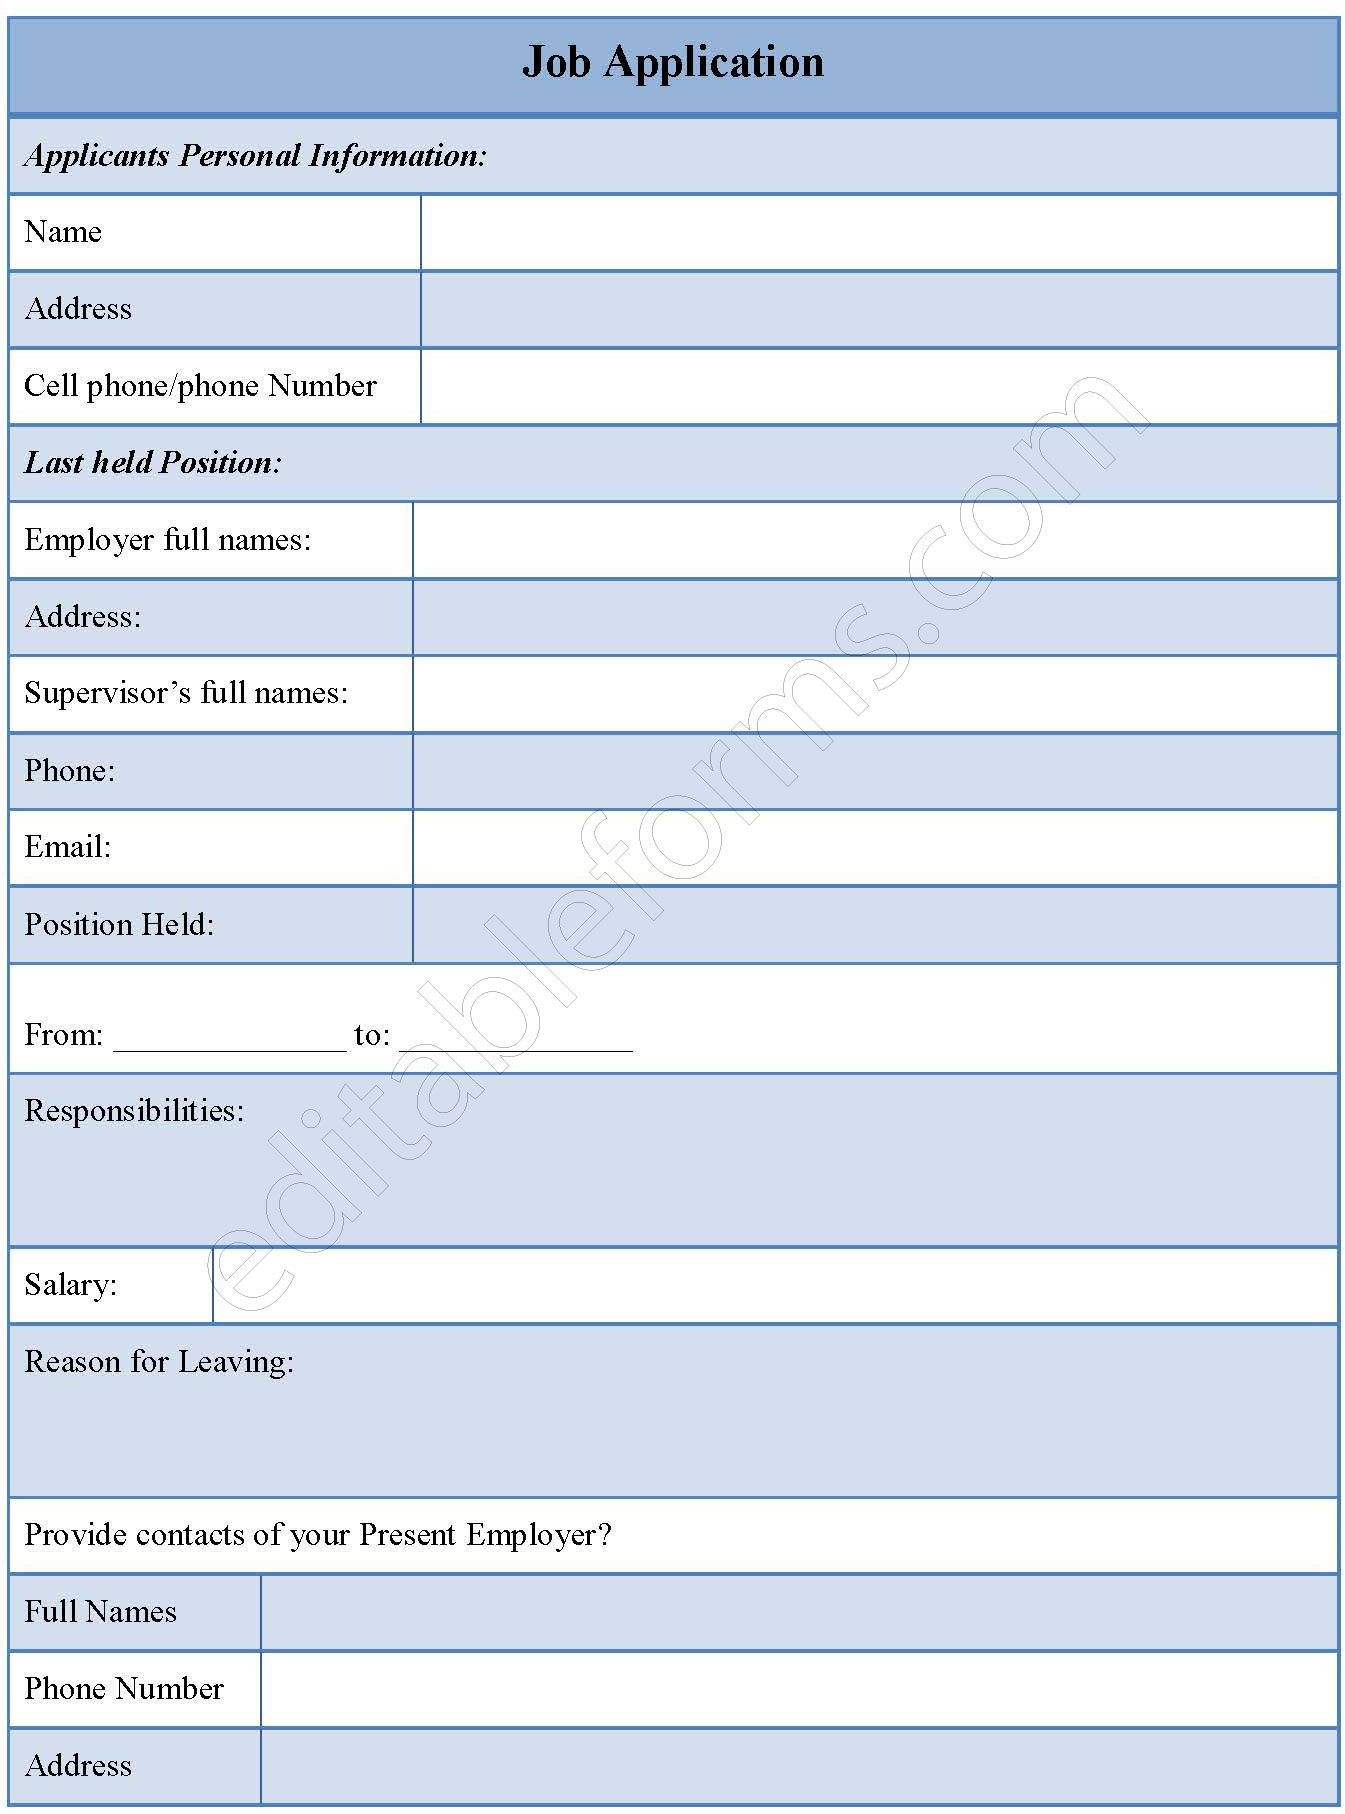 Job Application
Applicants Personal Information:
Name
Address
Cell phone/phone Number
Last held Position:
Employer full names:
Address:
Supervisor’s full names:
Phone:
Email:
Position Held:
From: ______________ to: ______________
Responsibilities:
Salary:
Reason for Leaving:
Provide contacts of your Present Employer?
Full Names
Phone Number
Address
editableforms.com